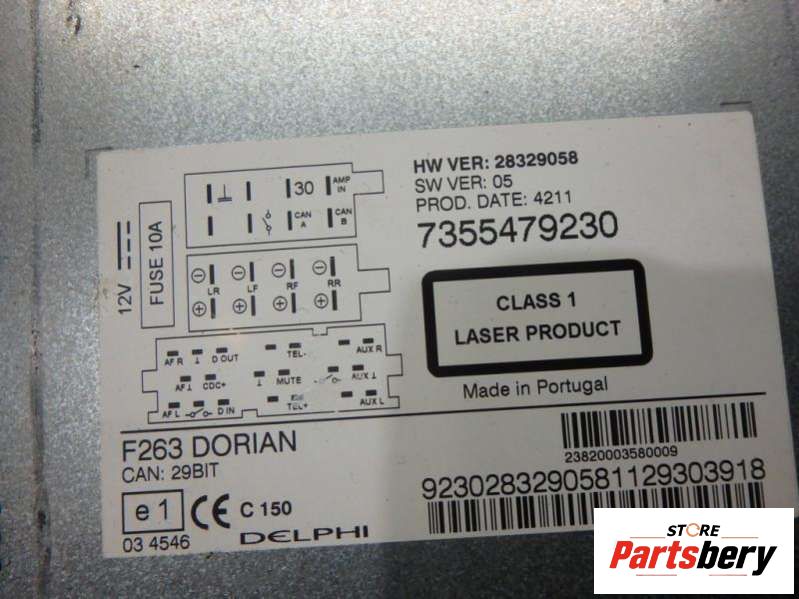 HW VER: 28329058
SW VER: 05
PROD. DATE: 4211
7355479230
12V
FUSE 10A
30 AMP IN
CAN A CAN B
LR LF RF RR
AF R D OUT TEL- AUX R
AF CDC+ MUTE AUX
AF L D IN TEL+ AUX L
CLASS 1
LASER PRODUCT
Made in Portugal
F263 DORIAN
CAN: 29BIT
23820003580009
9230283290581129303918
e 1 CE C 150
03 4546 DELPHI
STORE
Partsbery